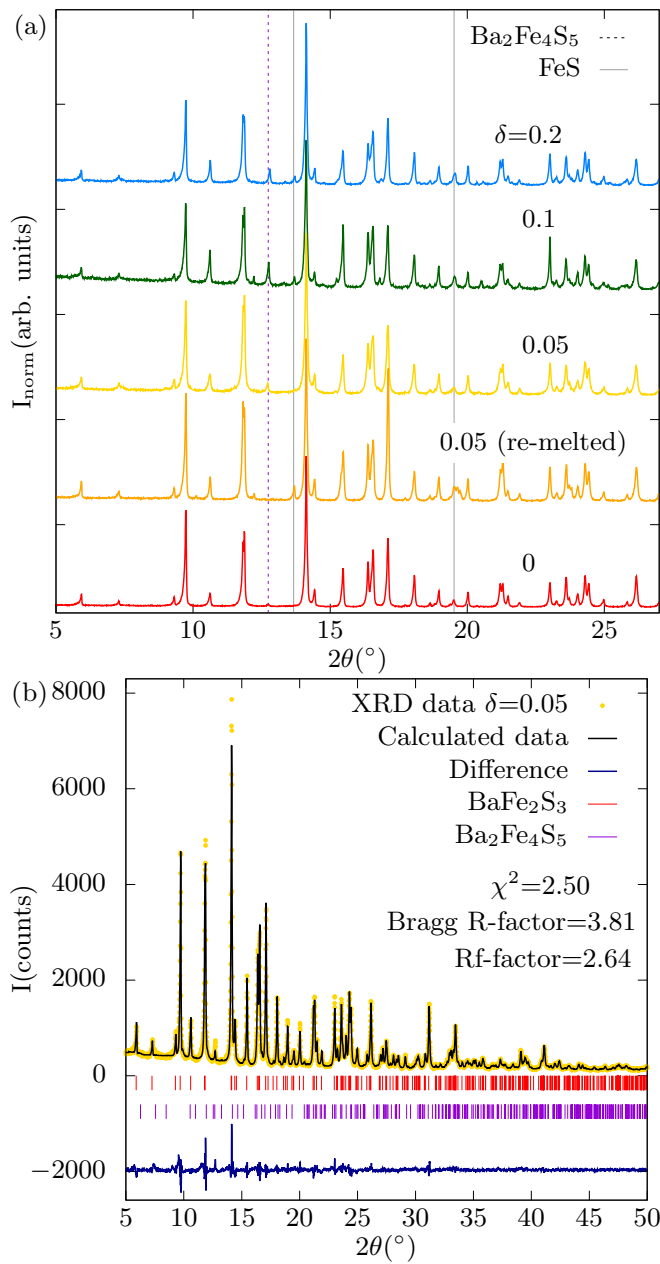 (a)
Ba₂Fe₄S₅
FeS
δ=0.2
0.1
0.05
0.05 (re-melted)
0
I_norm(arb. units)
5 10 15 20 25
2θ(°)
(b)
8000
6000
4000
2000
0
−2000
I(counts)
XRD data δ=0.05
Calculated data
Difference
BaFe₂S₃
Ba₂Fe₄S₅
χ²=2.50
Bragg R-factor=3.81
Rf-factor=2.64
5 10 15 20 25 30 35 40 45 50
2θ(°)